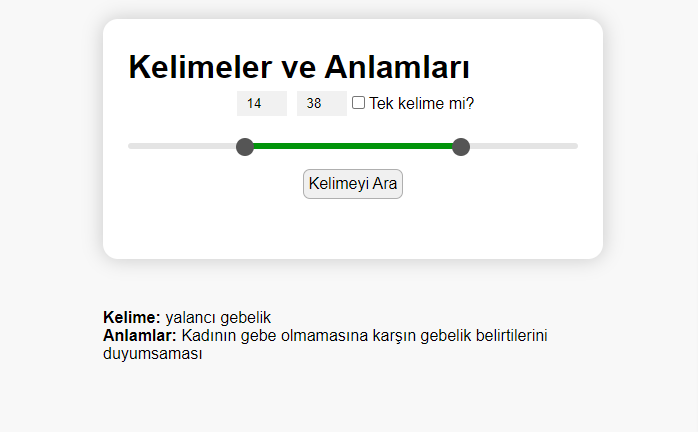 Kelimeler ve Anlamları
14 38 Tek kelime mi?
Kelimeyi Ara
Kelime: yalancı gebelik
Anlamlar: Kadının gebe olmamasına karşın gebelik belirtilerini
duyumsaması